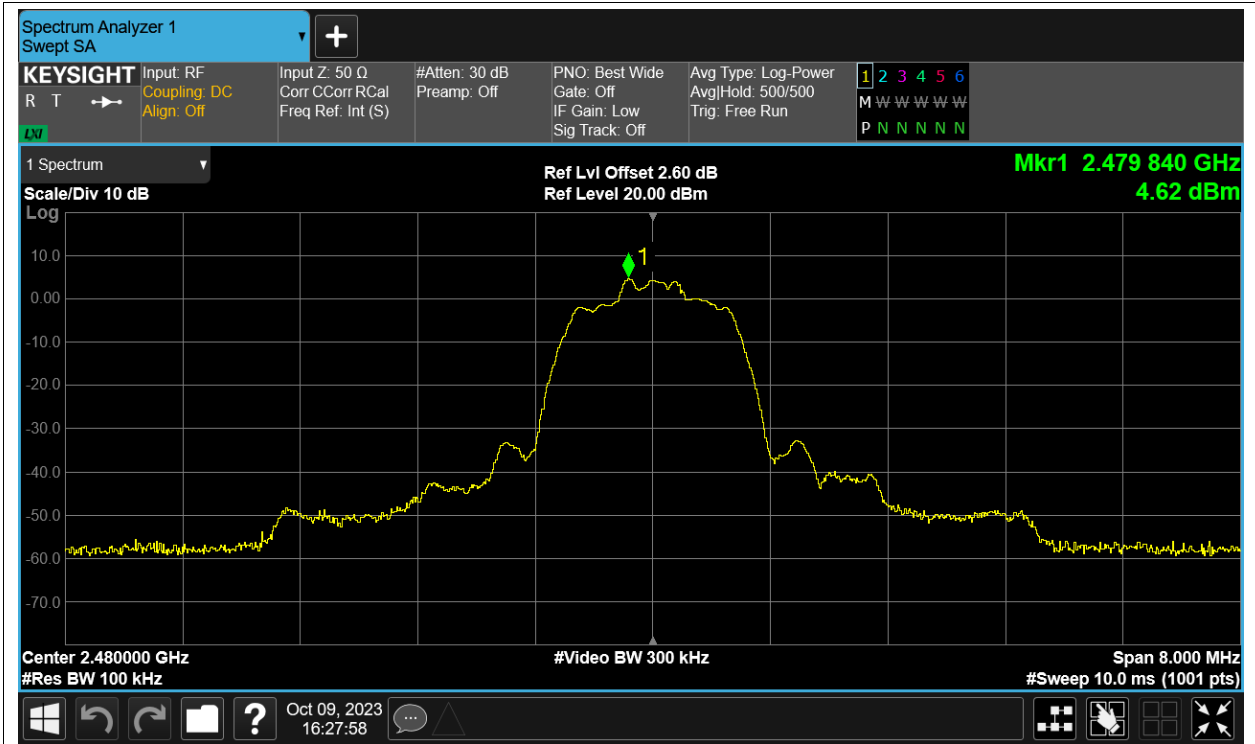 Spectrum Analyzer 1
Swept SA
+
KEYSIGHT
R T
LXI
Input: RF
Coupling: DC
Align: Off
Input Z: 50 Ω
Corr CCorr RCal
Freq Ref: Int (S)
#Atten: 30 dB
Preamp: Off
PNO: Best Wide
Gate: Off
IF Gain: Low
Sig Track: Off
Avg Type: Log-Power
Avg|Hold: 500/500
Trig: Free Run
1 2 3 4 5 6
M W W W W W
P N N N N N
1 Spectrum
Scale/Div 10 dB
Log
Ref Lvl Offset 2.60 dB
Ref Level 20.00 dBm
Mkr1 2.479 840 GHz
4.62 dBm
1
10.0
0.00
-10.0
-20.0
-30.0
-40.0
-50.0
-60.0
-70.0
Center 2.480000 GHz
#Res BW 100 kHz
#Video BW 300 kHz
Span 8.000 MHz
#Sweep 10.0 ms (1001 pts)
?
Oct 09, 2023
16:27:58